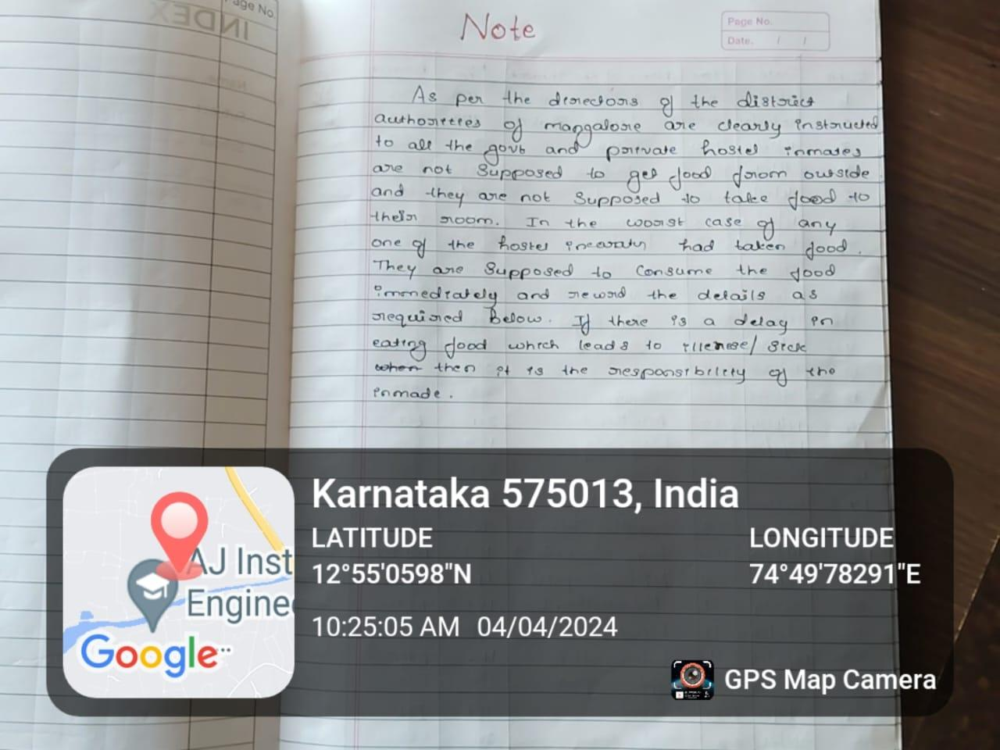 Page No.
INDEX
Note
Page No.
Date. / /
As per the directors of the district
authorities of mangalore are clearly instructed
to all the govt and private hostel inmates
are not supposed to get food from outside
and they are not supposed to take food to
their room. In the worst case of any
one of the hostel had taken food.
They are supposed to consume the food
immediately and record the details as
required below. If there is a delay in
eating food which leads to illense/ sick
when then it is the responsibility of the
inmade.
Karnataka 575013, India
LATITUDE
12°55'0598"N
LONGITUDE
74°49'78291"E
10:25:05 AM 04/04/2024
AJ Inst
Enginee
Google
GPS Map Camera